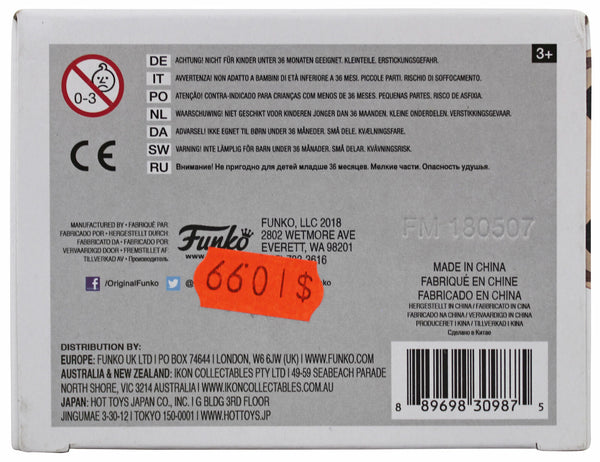 0-3
3+
DE ACHTUNG! NICHT FÜR KINDER UNTER 36 MONATEN GEEIGNET. KLEINTEILE. ERSTICKUNGSGEFAHR.
IT AVVERTENZA! NON ADATTO A BAMBINI DI ETÀ INFERIORE A 36 MESI. PICCOLE PARTI. RISCHIO DI SOFFOCAMENTO.
PO ATENÇÃO! CONTRA-INDICADO PARA CRIANÇAS COM MENOS DE 36 MESES. PEQUENAS PARTES. RISCO DE ASFIXIA.
NL WAARSCHUWING! NIET GESCHIKT VOOR KINDEREN JONGER DAN 36 MAANDEN. KLEINE ONDERDELEN. VERSTIKKINGSGEVAAR.
DA ADVARSEL! IKKE EGNET TIL BØRN UNDER 36 MÅNEDER. SMÅ DELE. KVÆLNINGSFARE.
SW VARNING! INTE LÄMPLIG FÖR BARN UNDER 36 MÅNADER. SMÅ DELAR. KVÄVNINGSRISK.
RU Внимание! Не пригодно для детей младше 36 месяцев. Мелкие части. Опасность удушья.
CE
MANUFACTURED BY • FABRIQUÉ PAR
FABRICADO POR • HERGESTELLT DURCH
FABBRICATO DA • FABRICADO POR
VERVAARDIGD DOOR • FREMSTILLET AF
TILLVERKAD AV • Производитель
Funko
FUNKO, LLC 2018
2802 WETMORE AVE
EVERETT, WA 98201
3616
/OriginalFunko
$1099
FM 180507
MADE IN CHINA
FABRIQUÉ EN CHINE
FABRICADO EN CHINA
HERGESTELLT IN CHINA / FABBRICATO IN CINA
FABRICADO NA CHINA / VERVAARDIGD IN CHINA
PRODUCERET I KINA / TILLVERKAD I KINA
Сделано в Китае
DISTRIBUTION BY:
EUROPE: FUNKO UK LTD | PO BOX 74644 | LONDON, W6 6JW (UK) | WWW.FUNKO.COM
AUSTRALIA & NEW ZEALAND: IKON COLLECTABLES PTY LTD | 49-59 SEABEACH PARADE
NORTH SHORE, VIC 3214 AUSTRALIA | WWW.IKONCOLLECTABLES.COM.AU
JAPAN: HOT TOYS JAPAN CO., INC. | G BLDG 3RD FLOOR
JINGUMAE 3-30-12 | TOKYO 150-0001 | WWW.HOTTOYS.JP
8 89698 30987 5